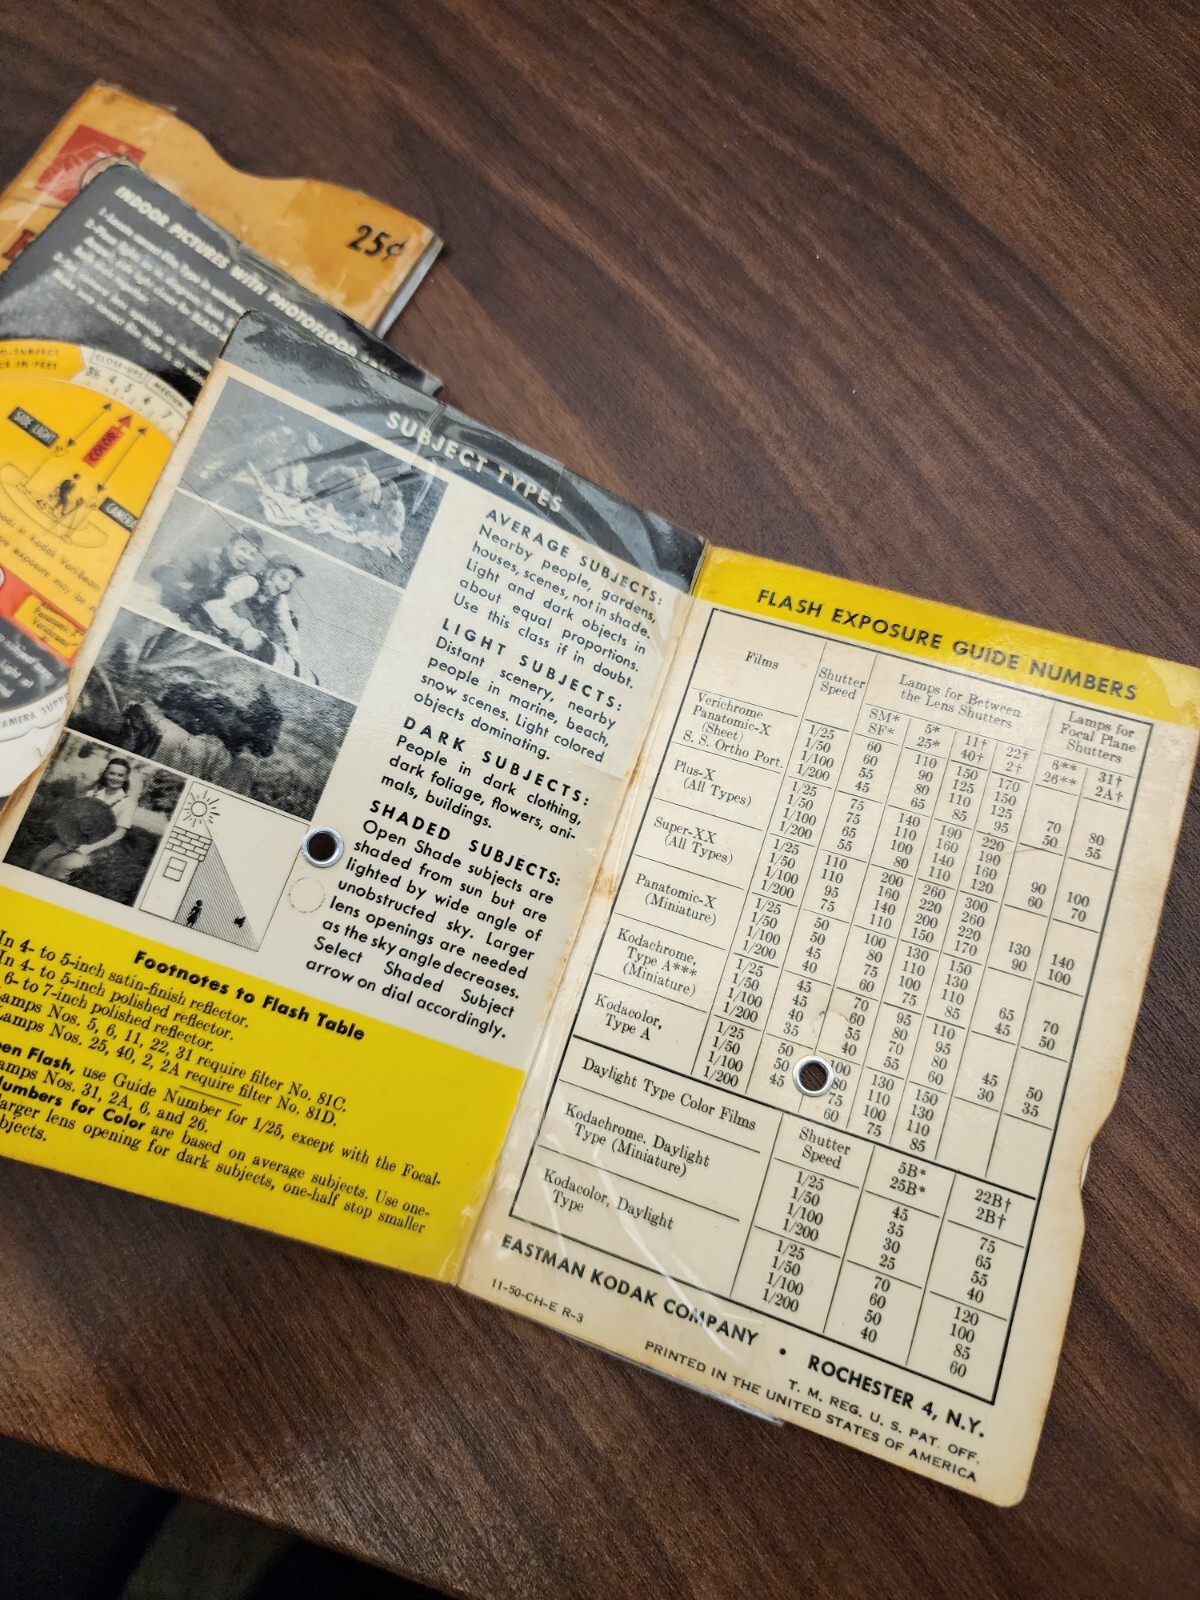 25¢
INDOOR PICTURES WITH PHOTOFLOOD
CLOSE-UPS MEDIUM
3½ 4 5 6 7
SIDE LIGHT
COLOR
45
CAMERA
SUBJECT TYPES
AVERAGE SUBJECTS:
Nearby people, gardens,
houses, scenes, not in shade.
Light and dark objects in
about equal proportions.
Use this class if in doubt.
LIGHT SUBJECTS:
Distant scenery, nearby
people in marine, beach,
snow scenes. Light colored
objects dominating.
DARK SUBJECTS:
People in dark clothing,
dark foliage, flowers, ani-
mals, buildings.
SHADED SUBJECTS:
Open Shade subjects are
shaded from sun but are
lighted by wide angle of
unobstructed sky. Larger
lens openings are needed
as the sky angle decreases.
Select Shaded Subject
arrow on dial accordingly.
Footnotes to Flash Table
In 4- to 5-inch satin-finish reflector.
In 4- to 5-inch polished reflector.
6- to 7-inch polished reflector.
Lamps Nos. 5, 6, 11, 22, 31 require filter No. 81C.
Lamps Nos. 25, 40, 2, 2A require filter No. 81D.
Flash, use Guide Number for 1/25, except with the Focal-
Lamps Nos. 31, 2A, 6, and 26.
Numbers for Color are based on average subjects. Use one-
larger lens opening for dark subjects, one-half stop smaller
FLASH EXPOSURE GUIDE NUMBERS
Films Shutter Speed Lamps for Between the Lens Shutters Lamps for Focal Plane Shutters
SM* 5* 11† 22† 6** 31†
SF* 25* 40† 2† 26** 2A†
Verichrome
Panatomic-X
(Sheet)
S. S. Ortho Port.
1/25 60 110 150 170
1/50 60 90 125 150 70 80
1/100 55 80 110 125 50 55
1/200 45 65 85 95
Plus-X
(All Types)
1/25 75 140 190 220
1/50 75 110 160 190 90 100
1/100 65 100 140 160 60 70
1/200 55 80 110 120
Super-XX
(All Types)
1/25 110 200 260 300
1/50 110 160 220 260 130 140
1/100 95 140 200 220 90 100
1/200 75 110 150 170
Panatomic-X
(Miniature)
1/25 50 100 130 150
1/50 50 80 110 130 65 70
1/100 45 75 100 110 45 50
1/200 40 60 75 85
Kodachrome,
Type A***
(Miniature)
1/25 45 70 95 110
1/50 45 60 80 95 45 50
1/100 40 55 70 80 30 35
1/200 35 40 55 60
Kodacolor,
Type A
1/25 50 100 130 150
1/50 50 80 110 130
1/100 45 75 100 110
1/200 60 75 85
Daylight Type Color Films Shutter Speed 5B* 22B†
25B* 2B†
Kodachrome, Daylight
Type (Miniature)
1/25 45 75
1/50 35 65
1/100 30 55
1/200 25 40
Kodacolor, Daylight
Type
1/25 70 120
1/50 60 100
1/100 50 85
1/200 40 60
EASTMAN KODAK COMPANY • ROCHESTER 4, N.Y.
11-50-CH-E R-3
T. M. REG. U. S. PAT. OFF.
PRINTED IN THE UNITED STATES OF AMERICA